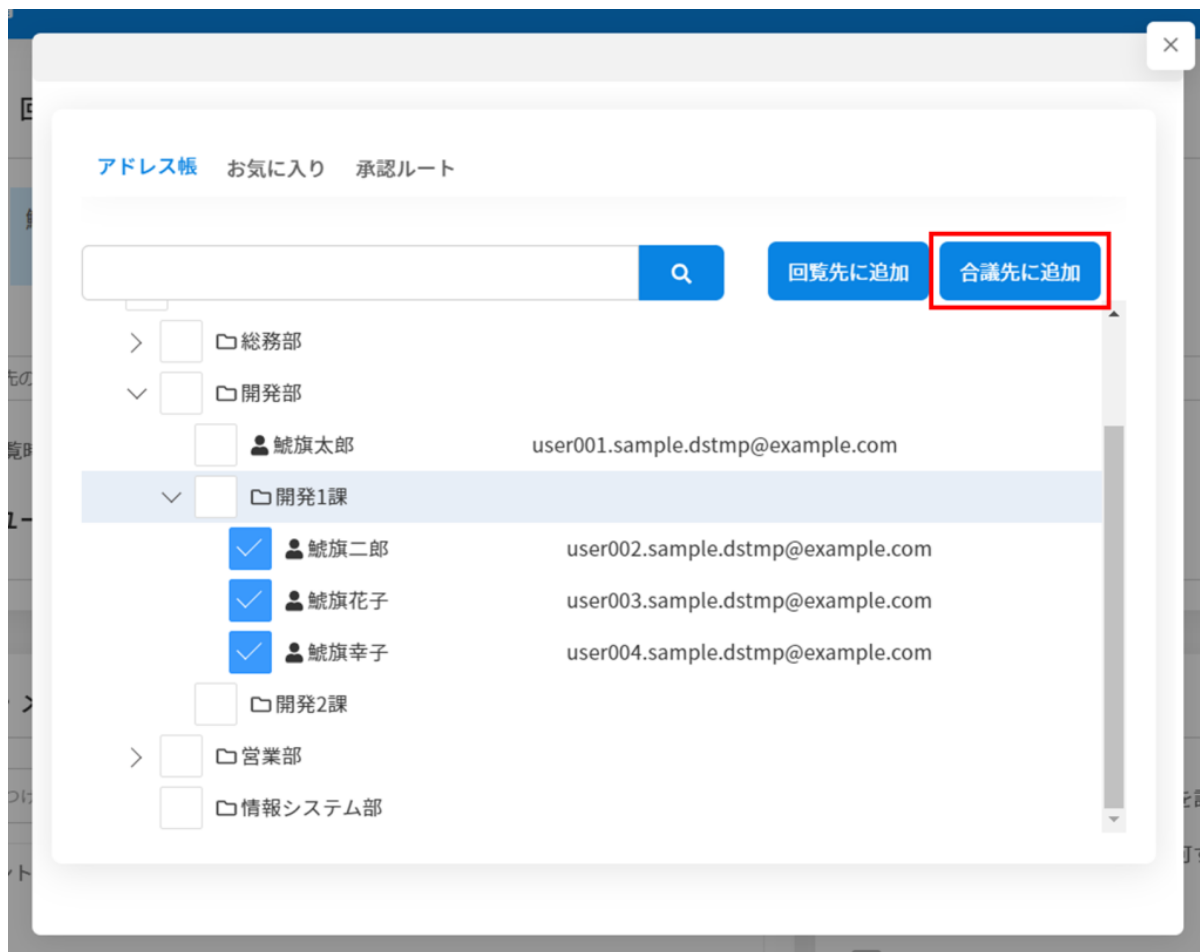 アドレス帳 お気に入り 承認ルート
回覧先に追加 合議先に追加
総務部
開発部
鯱旗太郎 user001.sample.dstmp@example.com
開発1課
鯱旗二郎 user002.sample.dstmp@example.com
鯱旗花子 user003.sample.dstmp@example.com
鯱旗幸子 user004.sample.dstmp@example.com
開発2課
営業部
情報システム部